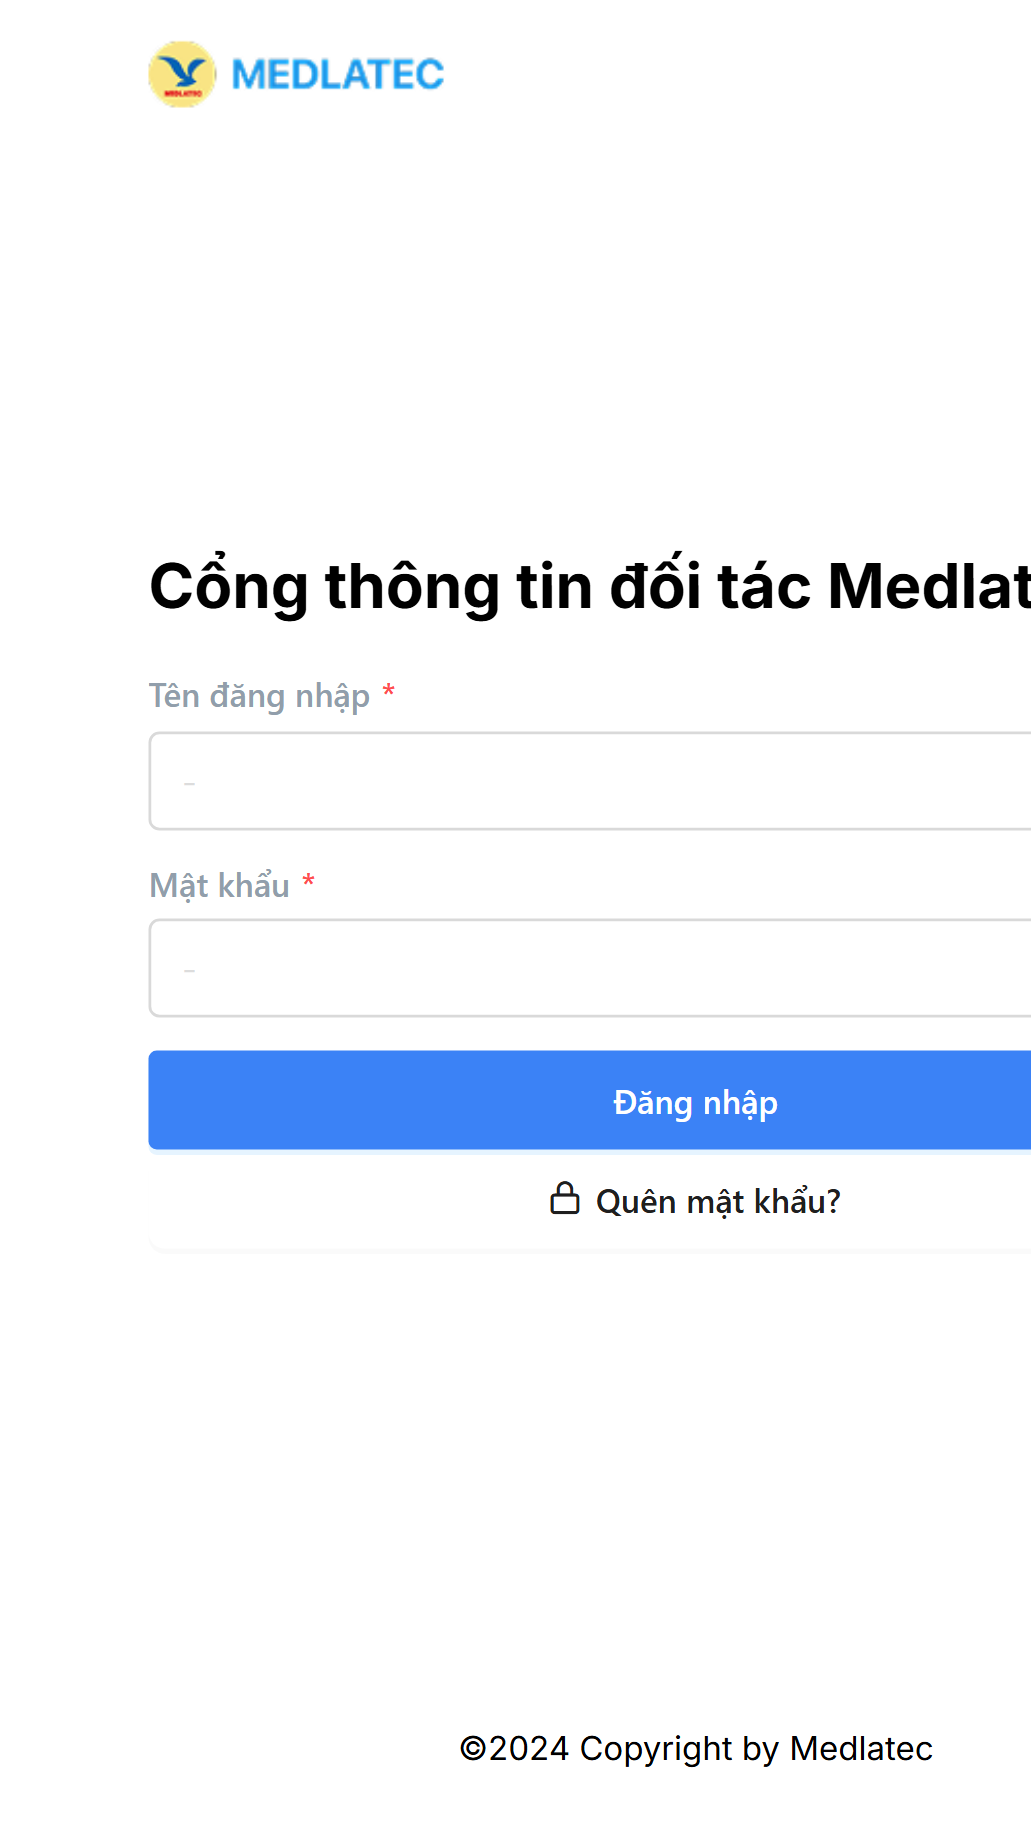 MEDLATEC
MEDLATEC
Cổng thông tin đối tác Medlat
Tên đăng nhập *
-
Mật khẩu *
-
Đăng nhập
Quên mật khẩu?
©2024 Copyright by Medlatec